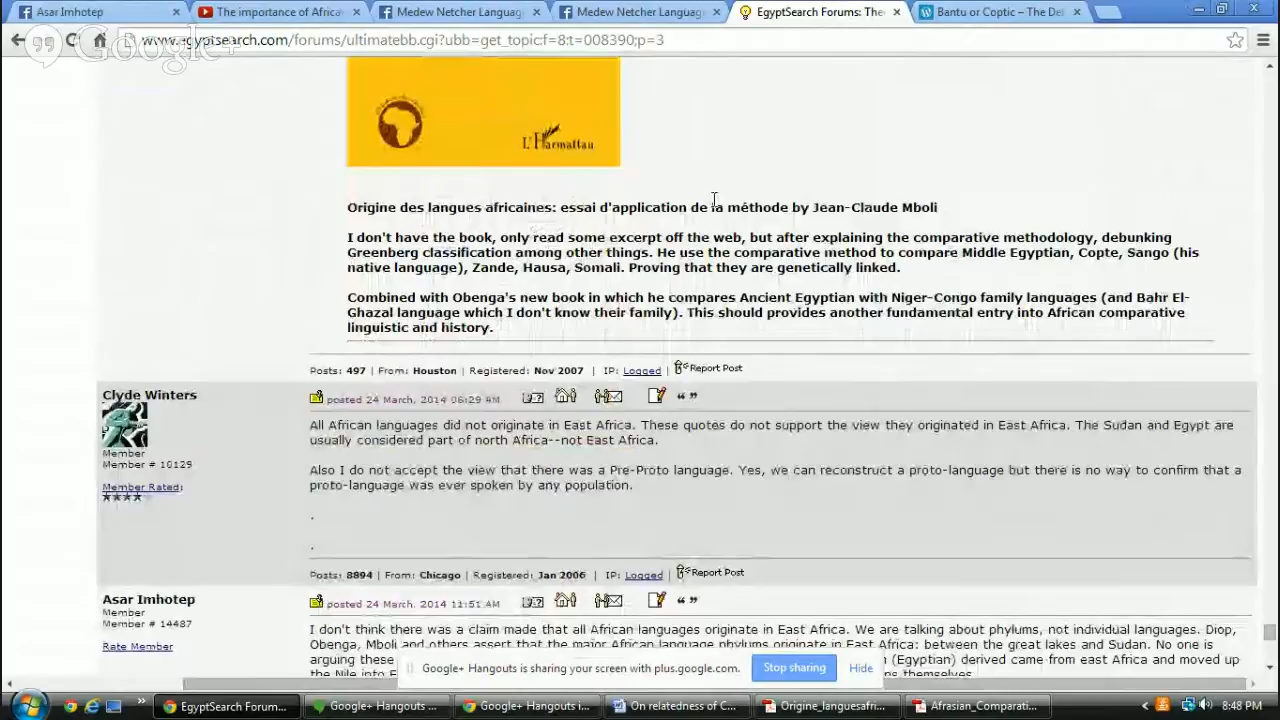 Asar Imhotep
The importance of Africa
Medew Netcher Languag
Medew Netcher Languag
EgyptSearch Forums: The
Bantu or Coptic – The De
Google+
www.egyptsearch.com/forums/ultimatebb.cgi?ubb=get_topic;f=8;t=008390;p=3
L'Harmattan
Origine des langues africaines: essai d'application de la méthode by Jean-Claude Mboli
I don't have the book, only read some excerpt off the web, but after explaining the comparative methodology, debunking
Greenberg classification among other things. He use the comparative method to compare Middle Egyptian, Copte, Sango (his
native language), Zande, Hausa, Somali. Proving that they are genetically linked.
Combined with Obenga's new book in which he compares Ancient Egyptian with Niger-Congo family languages (and Bahr El-
Ghazal language which I don't know their family). This should provides another fundamental entry into African comparative
linguistic and history.
Posts: 497 | From: Houston | Registered: Nov 2007 | IP: Logged | Report Post
Clyde Winters
Member
Member # 10129
Member Rated:
posted 24 March, 2014 06:29 AM
All African languages did not originate in East Africa. These quotes do not support the view they originated in East Africa. The Sudan and Egypt are
usually considered part of north Africa--not East Africa.
Also I do not accept the view that there was a Pre-Proto language. Yes, we can reconstruct a proto-language but there is no way to confirm that a
proto-language was ever spoken by any population.
.
.
Posts: 8894 | From: Chicago | Registered: Jan 2006 | IP: Logged | Report Post
Asar Imhotep
Member
Member # 14487
Rate Member
posted 24 March, 2014 11:51 AM
I don't think there was a claim made that all African languages originate in East Africa. We are talking about phylums, not individual languages. Diop,
Obenga, Mboli and others assert that the major African language phylums originate in East Africa: between the great lakes and Sudan. No one is
arguing these (Egyptian) derived came from east Africa and moved up
the Nile into themselves.
Google+ Hangouts is sharing your screen with plus.google.com.
Stop sharing
Hide
EgyptSearch Forum...
Google+ Hangouts ...
Google+ Hangouts i...
On relatedness of C...
Origine_languesafri...
Afrasian_Comparati...
8:48 PM